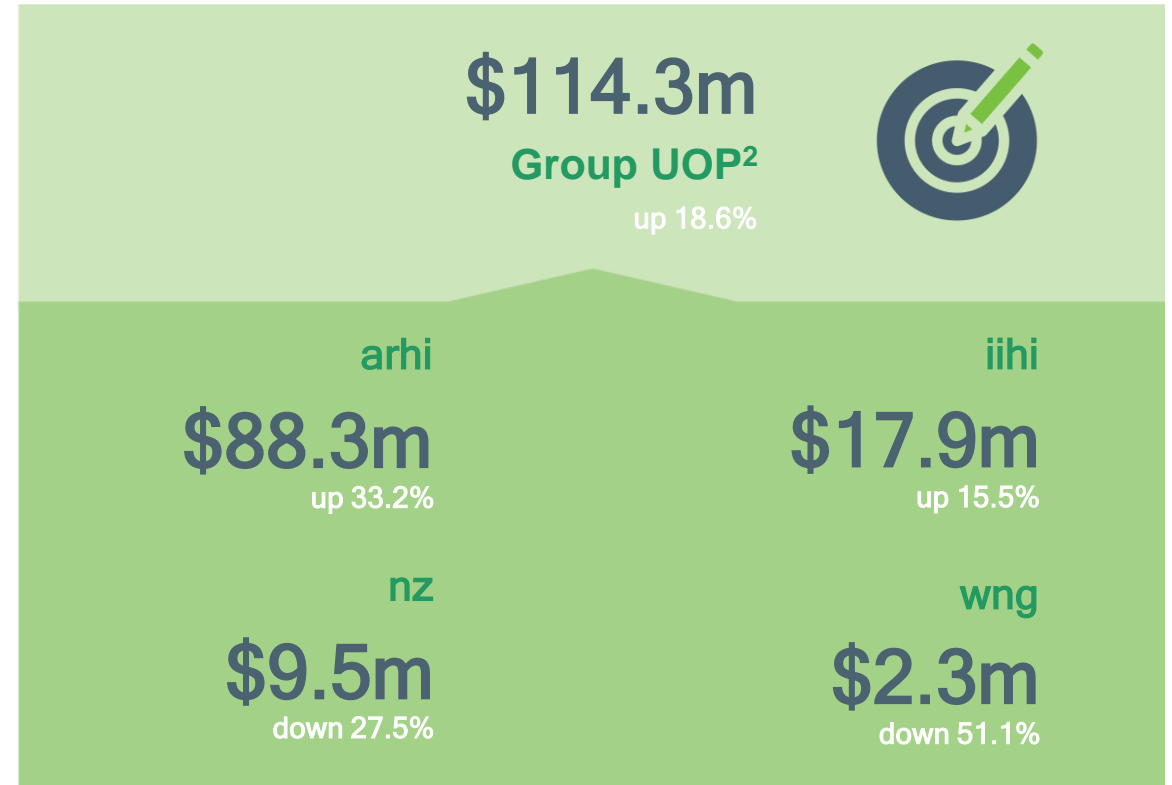 $114.3m
Group UOP²
up 18.6%
arhi
$88.3m
up 33.2%
iihi
$17.9m
up 15.5%
nz
$9.5m
down 27.5%
wng
$2.3m
down 51.1%